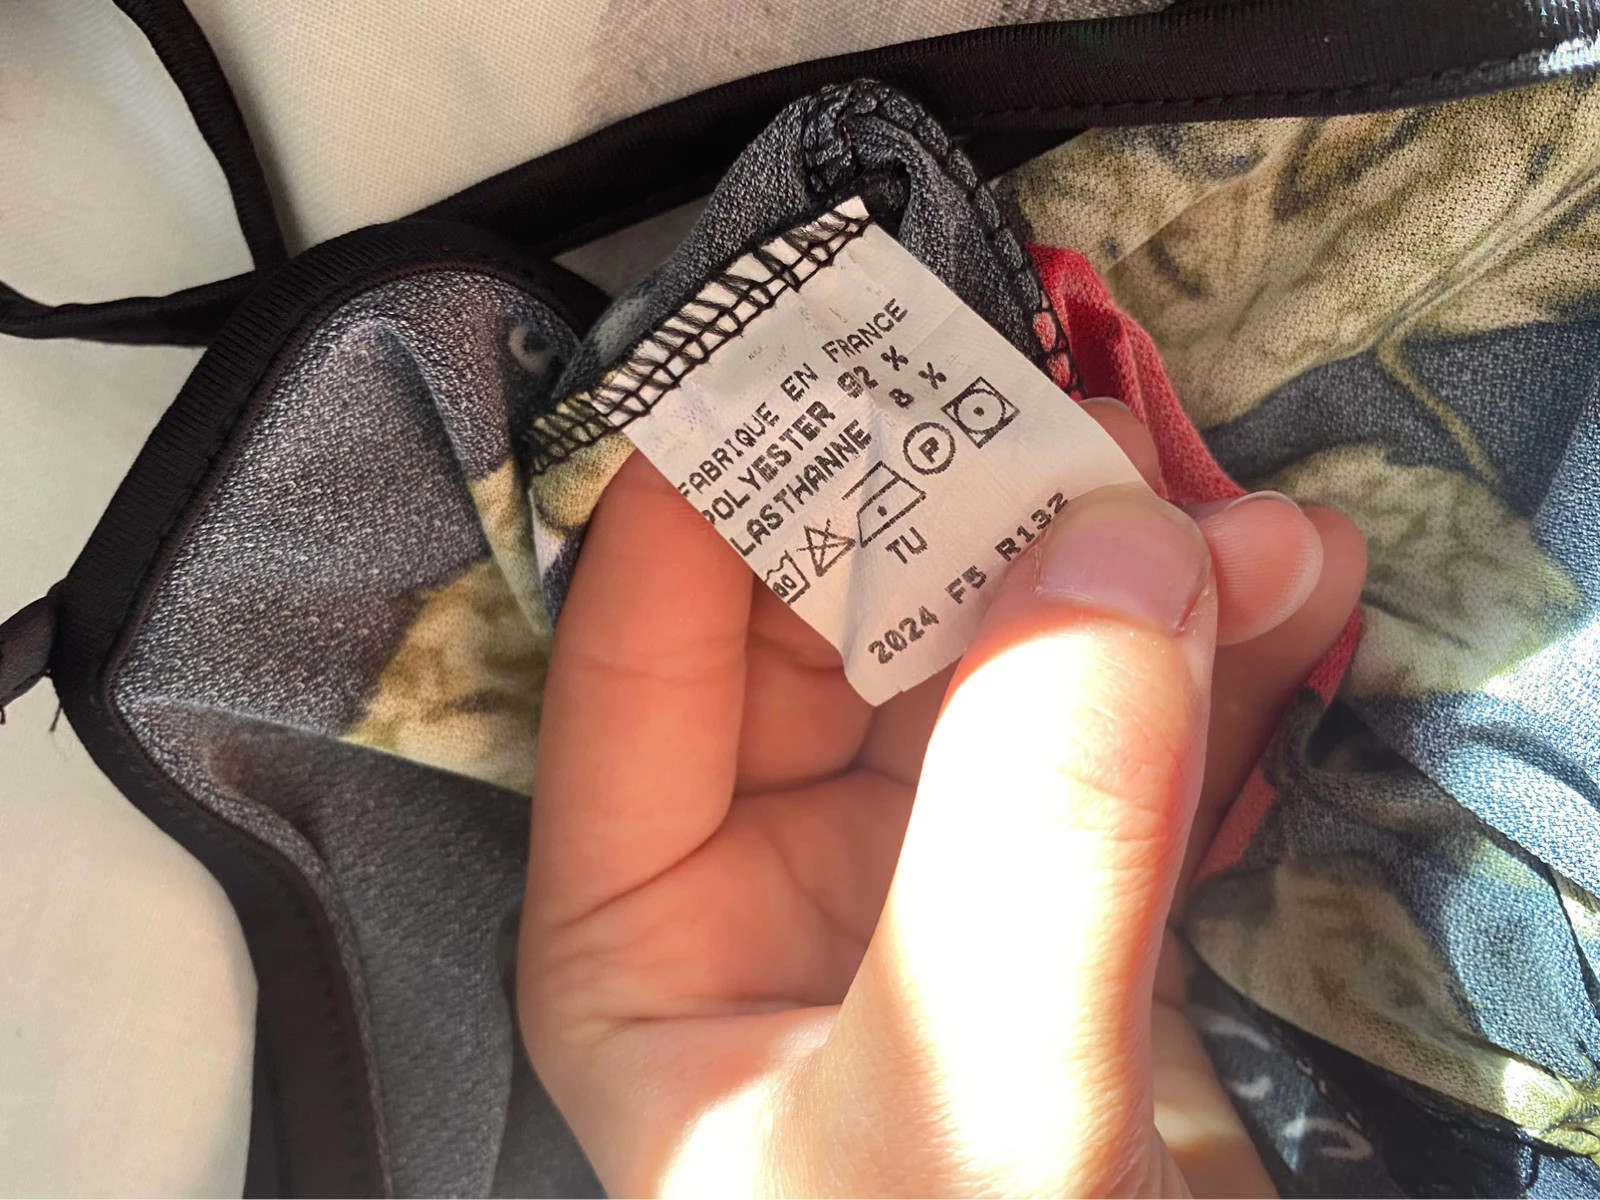 FABRIQUE EN FRANCE
POLYESTER 92 %
LASTHANNE 8 %
P
TU
2024 F5 R132